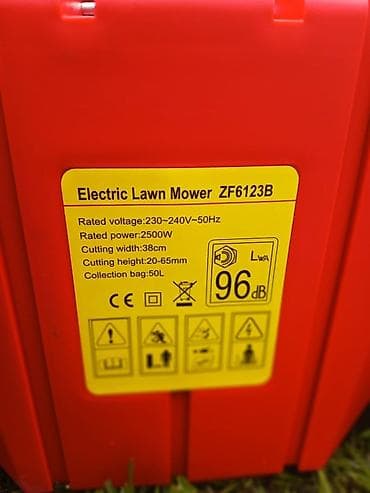 Electric Lawn Mower ZF6123B
Rated voltage:230~240V~50Hz
Rated power:2500W
Cutting width:38cm
Cutting height:20-65mm
Collection bag:50L
LWA
96dB
CE